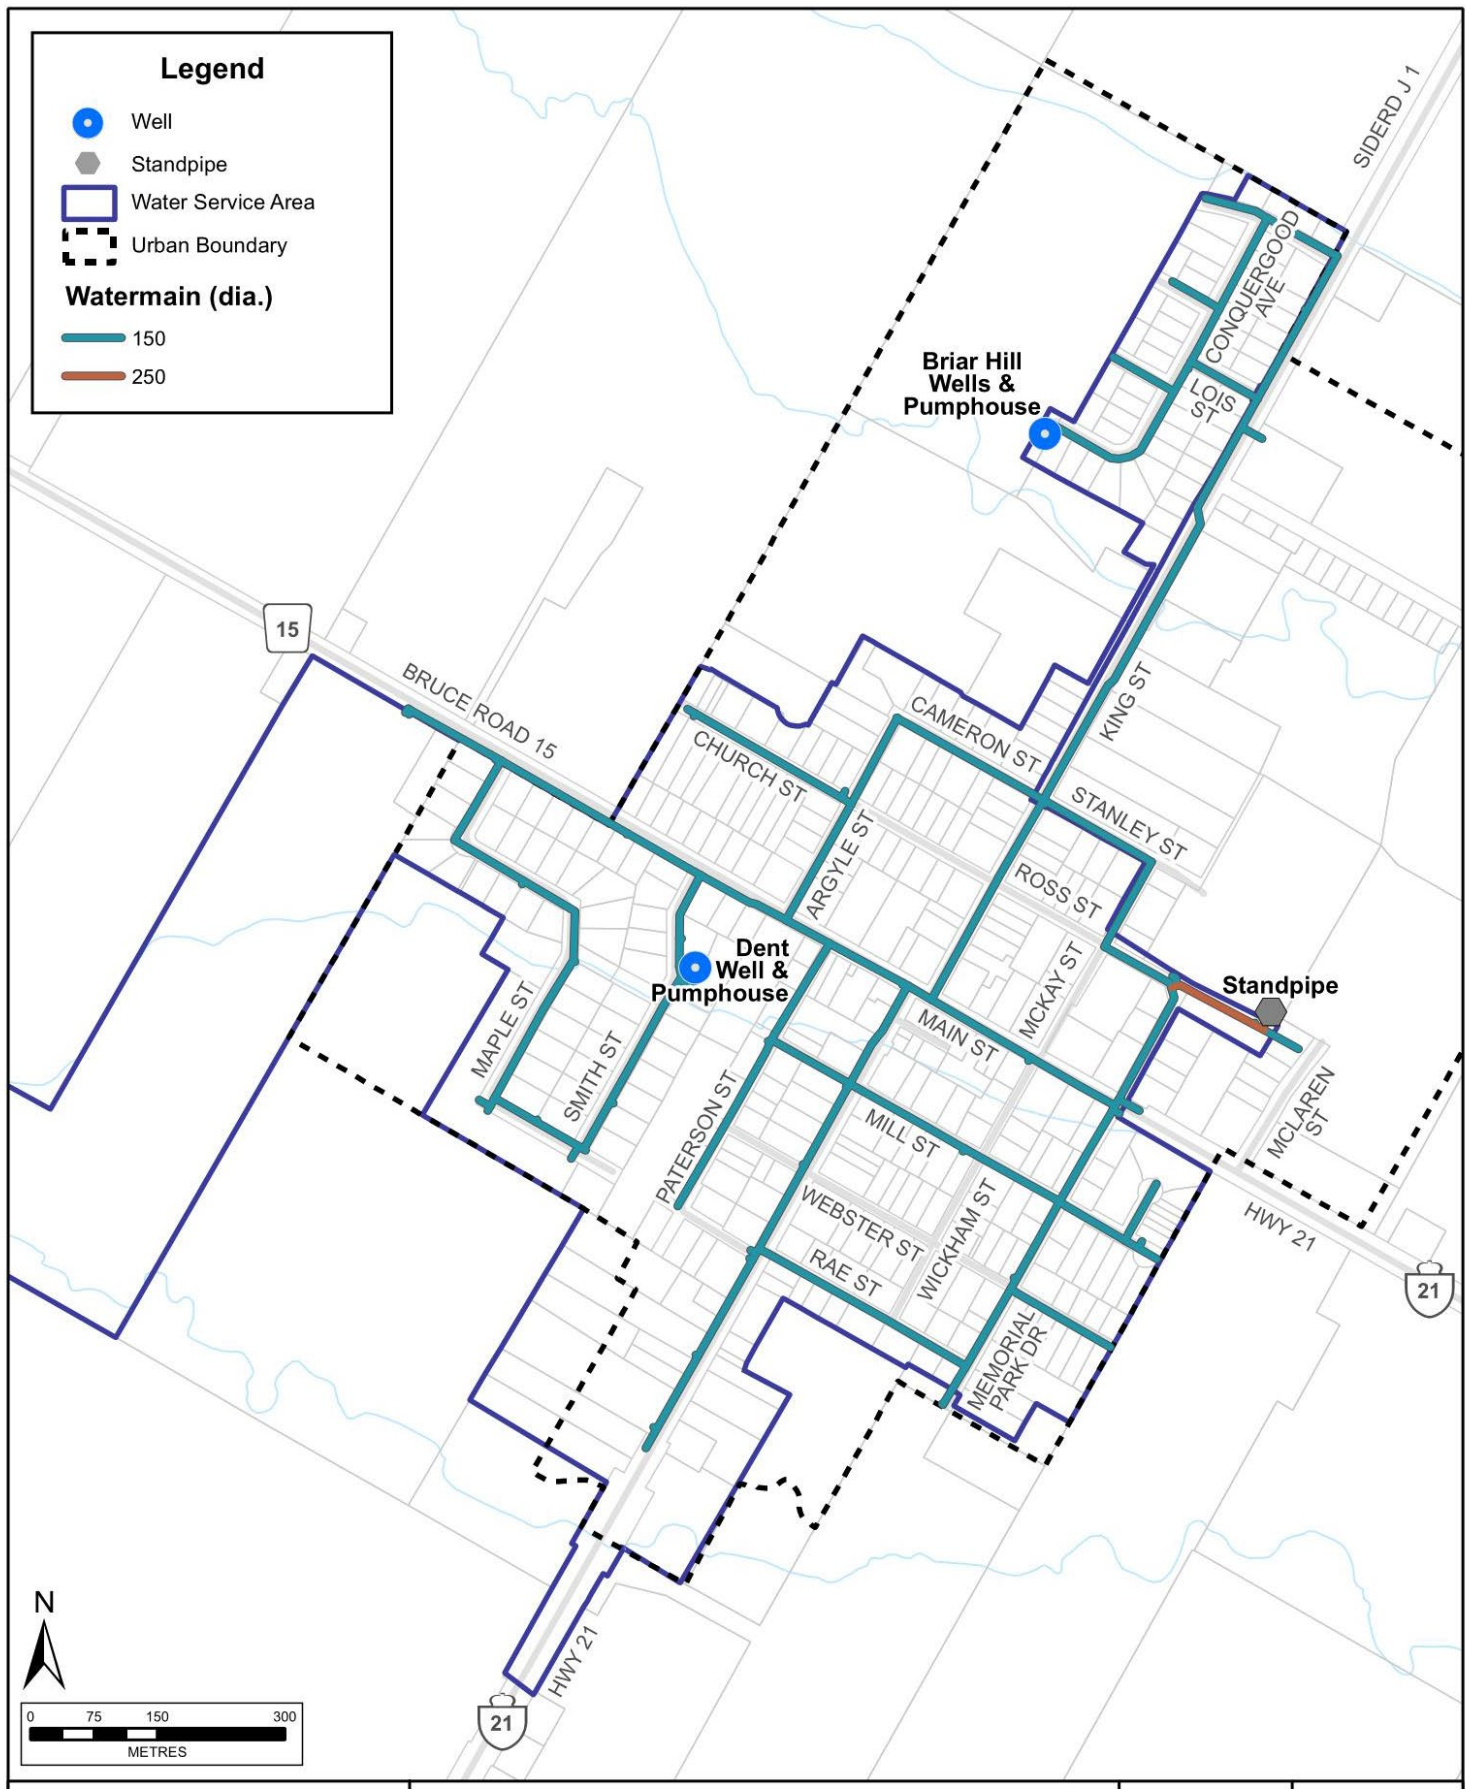 Legend
Well
Standpipe
Water Service Area
Urban Boundary
Watermain (dia.)
150
250
SIDERD J 1
CONQUERGOOD
AVE
Briar Hill
Wells &
Pumphouse
LOIS
ST
15
BRUCE ROAD 15
KING ST
CAMERON ST
CHURCH ST
STANLEY ST
ARGYLE ST
ROSS ST
Dent
Well &
Pumphouse
MCKAY ST
Standpipe
MAPLE ST
SMITH ST
MAIN ST
PATERSON ST
MILL ST
MCLAREN
ST
WEBSTER ST
WICKHAM ST
HWY 21
RAE ST
21
MEMORIAL
PARK DR
N
HWY 21
21
0 75 150 300
METRES